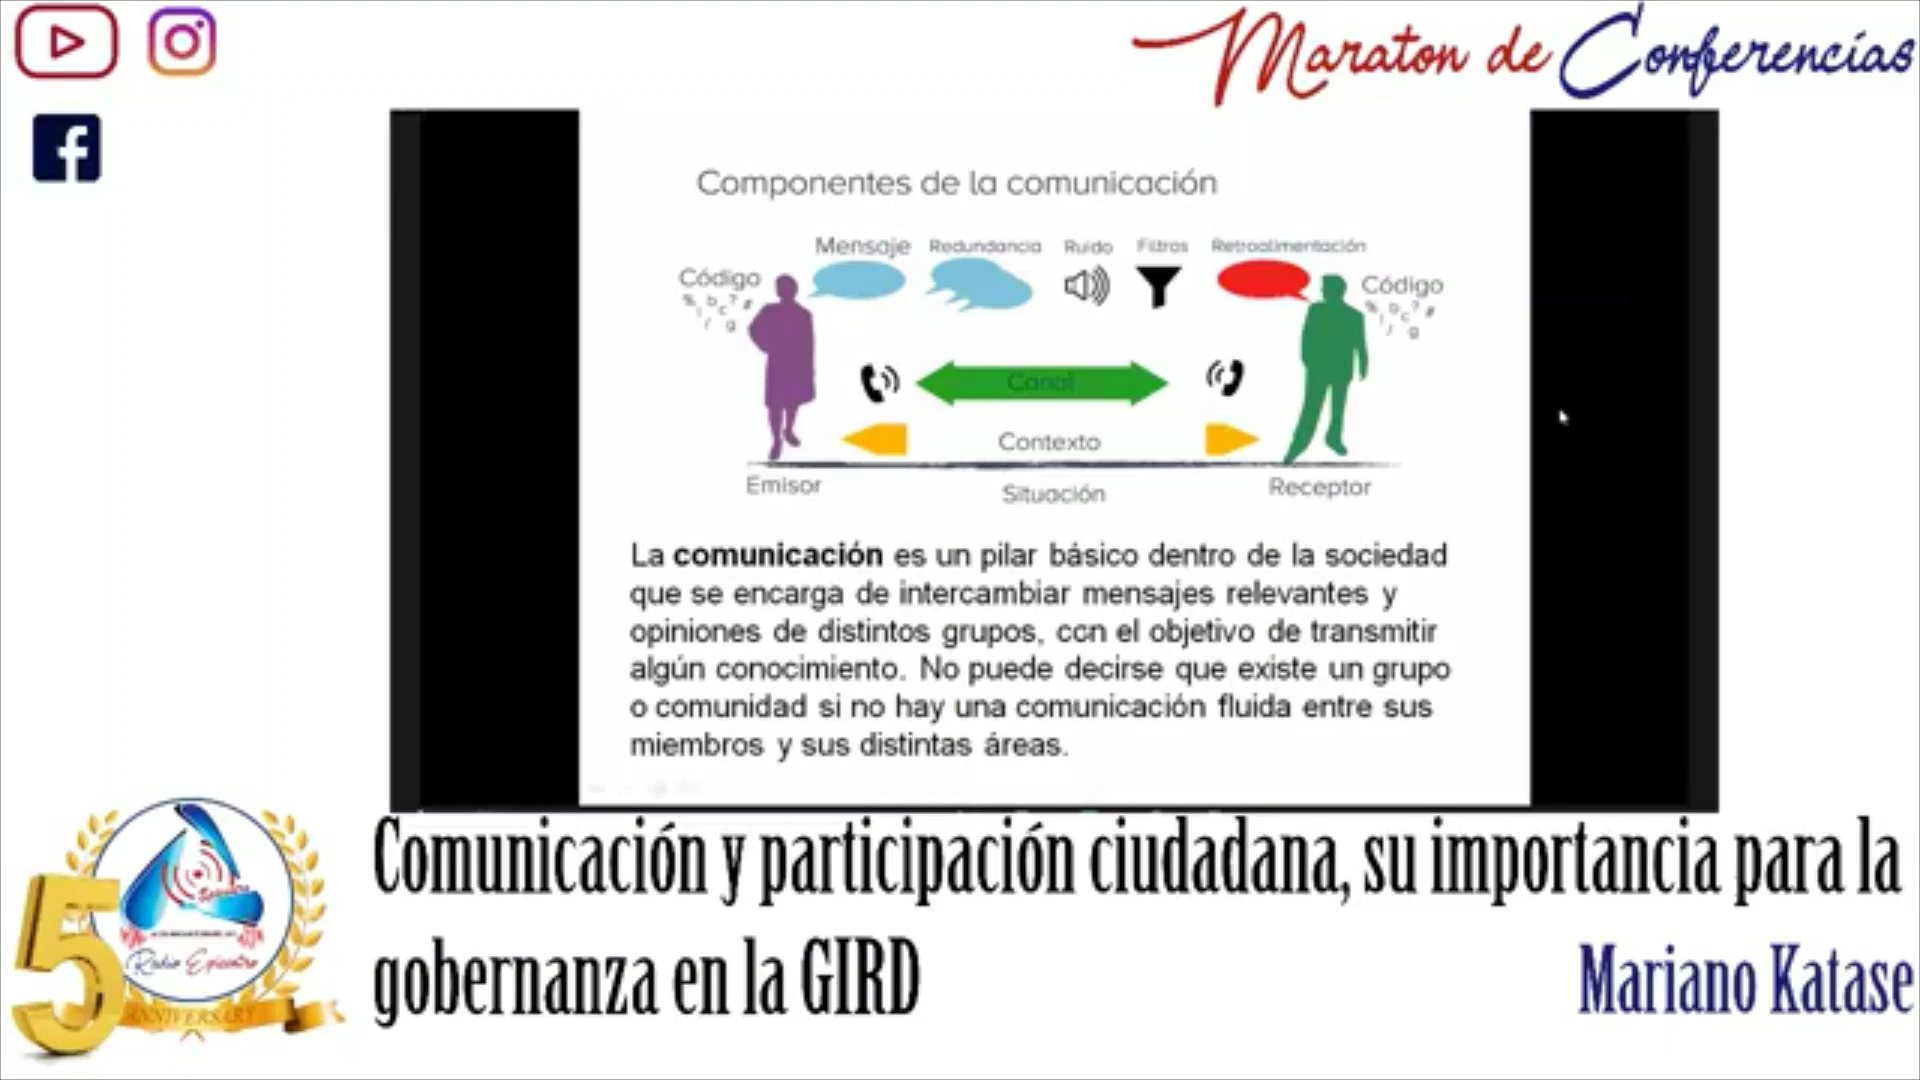 Maraton de Conferencias
Componentes de la comunicación
Mensaje Redundancia Ruido Filtros Retroalimentación
Código
Código
Canal
Contexto
Emisor
Situación
Receptor
La comunicación es un pilar básico dentro de la sociedad
que se encarga de intercambiar mensajes relevantes y
opiniones de distintos grupos, con el objetivo de transmitir
algún conocimiento. No puede decirse que existe un grupo
o comunidad si no hay una comunicación fluida entre sus
miembros y sus distintas áreas.
5
Radio Epicentro
ANNIVERSARY
Comunicación y participación ciudadana, su importancia para la
gobernanza en la GIRD
Mariano Katase